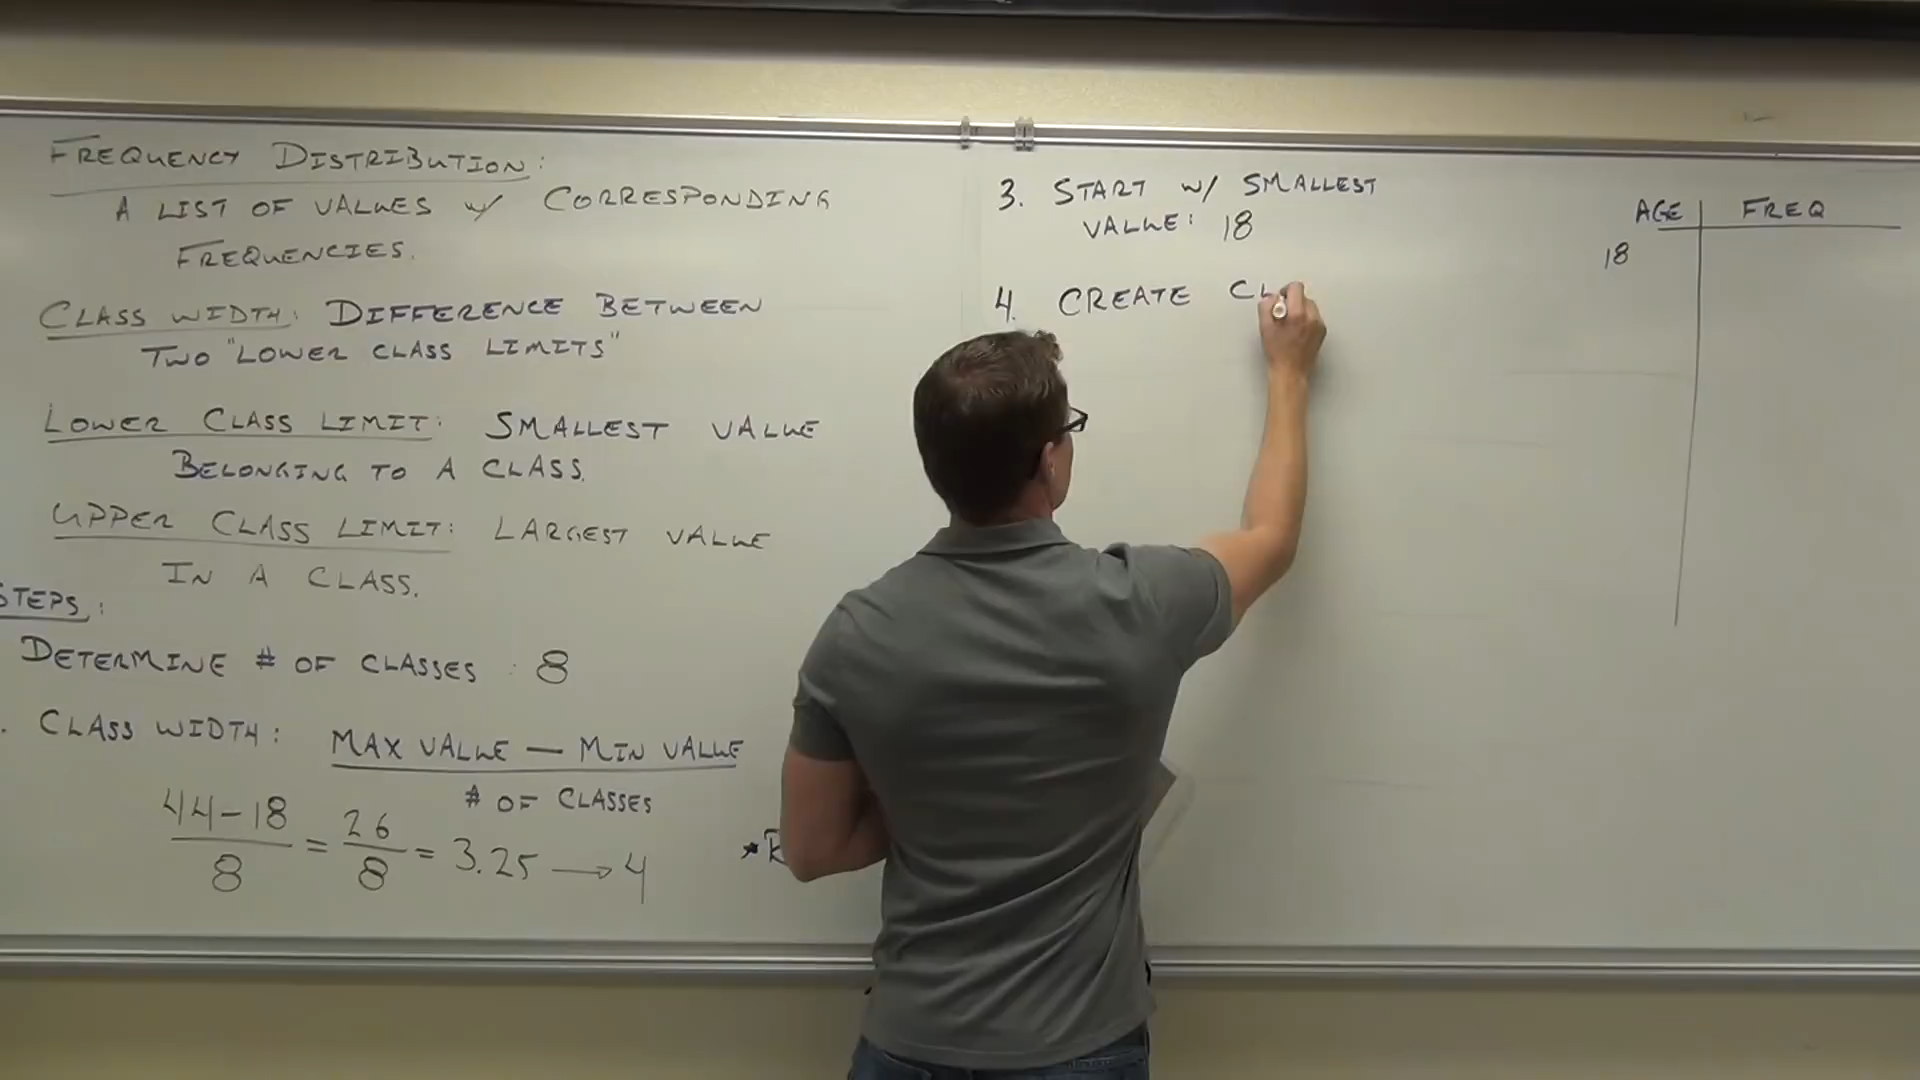 FREQUENCY DISTRIBUTION:
A LIST OF VALUES W/ CORRESPONDING
FREQUENCIES.
CLASS WIDTH: DIFFERENCE BETWEEN
TWO "LOWER CLASS LIMITS"
LOWER CLASS LIMIT: SMALLEST VALUE
BELONGING TO A CLASS.
UPPER CLASS LIMIT: LARGEST VALUE
IN A CLASS.
STEPS:
DETERMINE # OF CLASSES : 8
. CLASS WIDTH: MAX VALUE — MIN VALUE
# OF CLASSES
44-18 / 8 = 26 / 8 = 3.25 → 4
3. START W/ SMALLEST
VALUE: 18
4. CREATE CL
AGE | FREQ
18